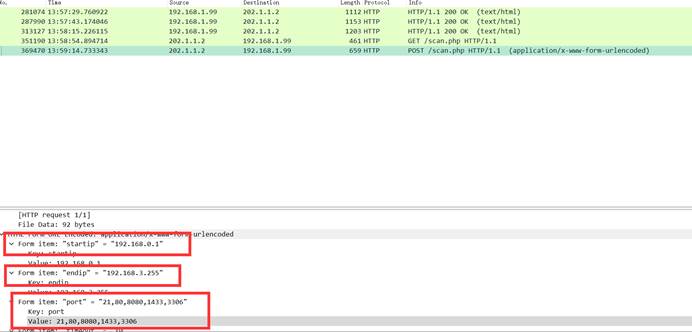 No. Time Source Destination Length Protocol Info
281074 13:57:29.760922 192.168.1.99 202.1.1.2 1112 HTTP HTTP/1.1 200 OK (text/html)
287990 13:57:43.174046 192.168.1.99 202.1.1.2 1153 HTTP HTTP/1.1 200 OK (text/html)
313127 13:58:15.226115 192.168.1.99 202.1.1.2 1203 HTTP HTTP/1.1 200 OK (text/html)
351190 13:58:54.894714 202.1.1.2 192.168.1.99 461 HTTP GET /scan.php HTTP/1.1
369470 13:59:14.733343 202.1.1.2 192.168.1.99 659 HTTP POST /scan.php HTTP/1.1 (application/x-www-form-urlencoded)
[HTTP request 1/1]
File Data: 92 bytes
HTML Form URL Encoded: application/x-www-form-urlencoded
Form item: "startip" = "192.168.0.1"
Key: startip
Value: 192.168.0.1
Form item: "endip" = "192.168.3.255"
Key: endip
Value: 192.168.3.255
Form item: "port" = "21,80,8080,1433,3306"
Key: port
Value: 21,80,8080,1433,3306